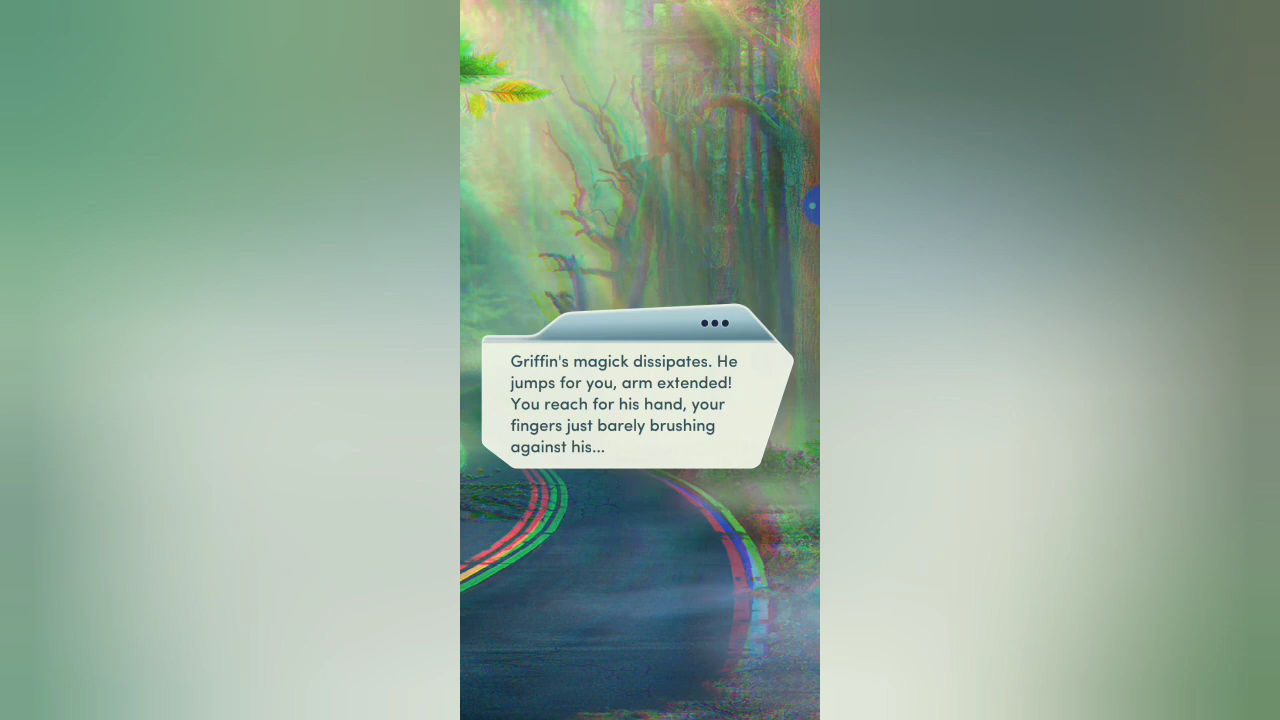 Griffin's magick dissipates. He
jumps for you, arm extended!
You reach for his hand, your
fingers just barely brushing
against his...